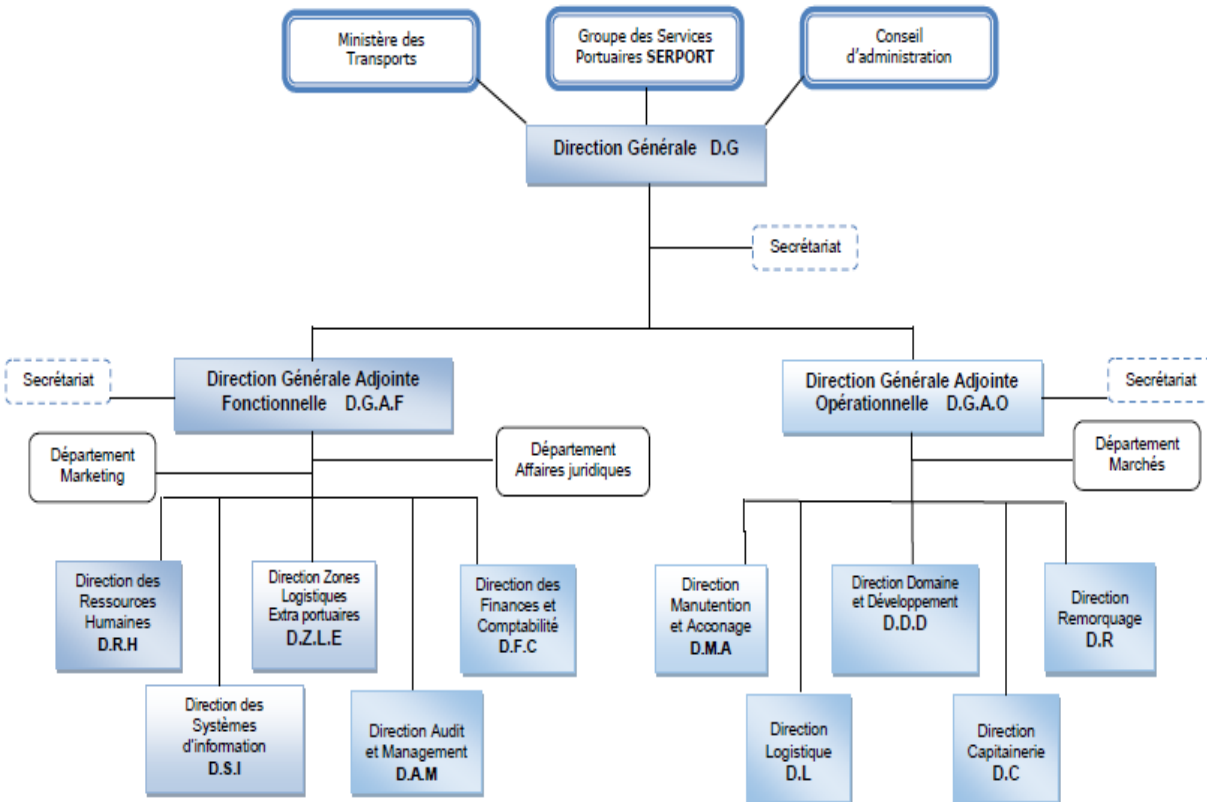 Ministère des
Transports
Groupe des Services
Portuaires SERPORT
Conseil
d'administration
Direction Générale D.G
Secrétariat
Secrétariat
Direction Générale Adjointe
Fonctionnelle D.G.A.F
Direction Générale Adjointe
Opérationnelle D.G.A.O
Secrétariat
Département
Marketing
Département
Affaires juridiques
Département
Marchés
Direction des
Ressources
Humaines
D.R.H
Direction Zones
Logistiques
Extra portuaires
D.Z.L.E
Direction des
Finances et
Comptabilité
D.F.C
Direction
Manutention
et Acconage
D.M.A
Direction Domaine
et Développement
D.D.D
Direction
Remorquage
D.R
Direction des
Systèmes
d'information
D.S.I
Direction Audit
et Management
D.A.M
Direction
Logistique
D.L
Direction
Capitainerie
D.C